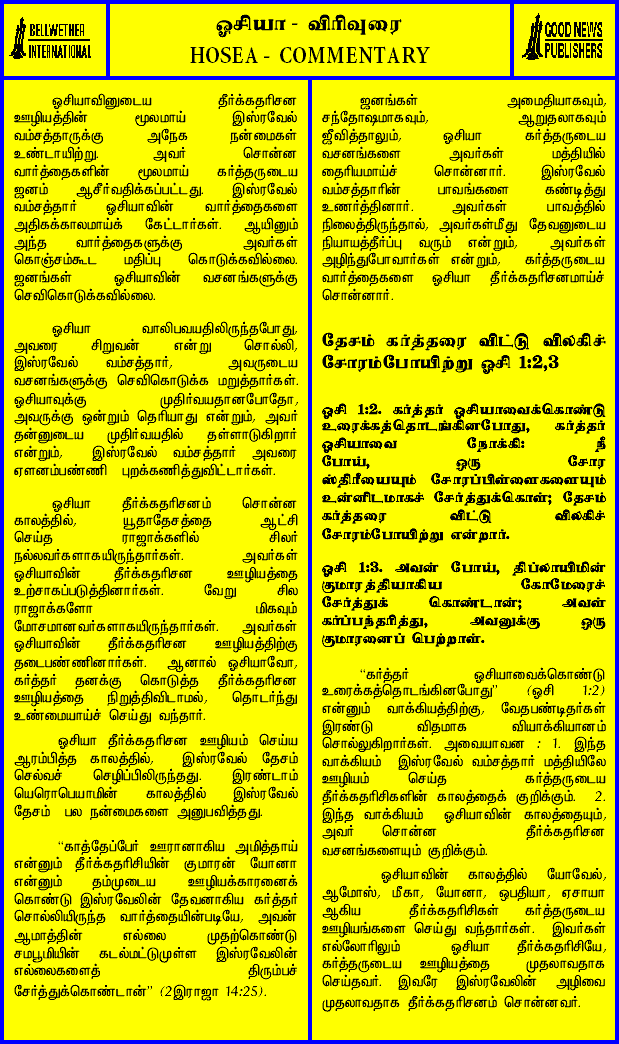 BELLWETHER
INTERNATIONAL
ஓசியா - விரிவுரை
HOSEA - COMMENTARY
GOOD NEWS
PUBLISHERS
ஓசியாவினுடைய தீர்க்கதரிசன
ஊழியத்தின் மூலமாய் இஸ்ரவேல்
வம்சத்தாருக்கு அநேக நன்மைகள்
உண்டாயிற்று. அவர் சொன்ன
வார்த்தைகளின் மூலமாய் கர்த்தருடைய
ஜனம் ஆசீர்வதிக்கப்பட்டது. இஸ்ரவேல்
வம்சத்தார் ஓசியாவின் வார்த்தைகளை
அதிககாலமாய்க் கேட்டார்கள். ஆயினும்
அந்த வார்த்தைகளுக்கு அவர்கள்
கொஞ்சம்கூட மதிப்பு கொடுக்கவில்லை.
ஜனங்கள் ஓசியாவின் வசனங்களுக்கு
செவிகொடுக்கவில்லை.
ஓசியா வாலிபவயதிலிருந்தபோது,
அவரை சிறுவன் என்று சொல்லி,
இஸ்ரவேல் வம்சத்தார், அவருடைய
வசனங்களுக்கு செவிகொடுக்க மறுத்தார்கள்.
ஓசியாவுக்கு முதிர்வயதானபோதோ,
அவருக்கு ஒன்றும் தெரியாது என்றும், அவர்
தன்னுடைய முதிர்வயதில் தள்ளாடுகிறார்
என்றும், இஸ்ரவேல் வம்சத்தார் அவரை
ஏளனம்பண்ணி புறக்கணித்துவிட்டார்கள்.
ஓசியா தீர்க்கதரிசனம் சொன்ன
காலத்தில், யூதாதேசத்தை ஆட்சி
செய்த ராஜாக்களில் சிலர்
நல்லவர்களாகயிருந்தார்கள். அவர்கள்
ஓசியாவின் தீர்க்கதரிசன ஊழியத்தை
உற்சாகப்படுத்தினார்கள். வேறு சில
ராஜாக்களோ மிகவும்
மோசமானவர்களாகயிருந்தார்கள். அவர்கள்
ஓசியாவின் தீர்க்கதரிசன ஊழியத்திற்கு
தடைபண்ணினார்கள். ஆனால் ஓசியாவோ,
கர்த்தர் தனக்கு கொடுத்த தீர்க்கதரிசன
ஊழியத்தை நிறுத்திவிடாமல், தொடர்ந்து
உண்மையாய்ச் செய்து வந்தார்.
ஓசியா தீர்க்கதரிசன ஊழியம் செய்ய
ஆரம்பித்த காலத்தில், இஸ்ரவேல் தேசம்
செல்வச் செழிப்பிலிருந்தது. இரண்டாம்
யெரொபெயாமின் காலத்தில் இஸ்ரவேல்
தேசம் பல நன்மைகளை அனுபவித்தது.
“காத்தேப்பேர் ஊரானாகிய அமித்தாய்
என்னும் தீர்க்கதரிசியின் குமாரன் யோனா
என்னும் தம்முடைய ஊழியக்காரனைக்
கொண்டு இஸ்ரவேலின் தேவனாகிய கர்த்தர்
சொல்லியிருந்த வார்த்தையின்படியே, அவன்
ஆமாத்தின் எல்லை முதற்கொண்டு
சமபூமியின் கடல்மட்டுமுள்ள இஸ்ரவேலின்
எல்லைகளைத் திரும்பச்
சேர்த்துக்கொண்டான்” (2இராஜா 14:25).
ஜனங்கள் அமைதியாகவும்,
சந்தோஷமாகவும், ஆறுதலாகவும்
ஜீவித்தாலும், ஓசியா கர்த்தருடைய
வசனங்களை அவர்கள் மத்தியில்
தைரியமாய்ச் சொன்னார். இஸ்ரவேல்
வம்சத்தாரின் பாவங்களை கண்டித்து
உணர்த்தினார். அவர்கள் பாவத்தில்
நிலைத்திருந்தால், அவர்கள்மீது தேவனுடைய
நியாயத்தீர்ப்பு வரும் என்றும், அவர்கள்
அழிந்துபோவார்கள் என்றும், கர்த்தருடைய
வார்த்தைகளை ஓசியா தீர்க்கதரிசனமாய்ச்
சொன்னார்.
தேசம் கர்த்தரை விட்டு விலகிச்
சோரம்போயிற்று ஓசி 1:2,3
ஓசி 1:2. கர்த்தர் ஓசியாவைக்கொண்டு
உரைக்கத்தொடங்கினபோது, கர்த்தர்
ஓசியாவை நோக்கி: நீ
போய், ஒரு சோர
ஸ்திரீயையும் சோரப்பிள்ளைகளையும்
உன்னிடமாகச் சேர்த்துக்கொள்; தேசம்
கர்த்தரை விட்டு விலகிச்
சோரம்போயிற்று என்றார்.
ஓசி 1:3. அவன் போய், திப்லாயிமின்
குமாரத்தியாகிய கோமேரைச்
சேர்த்துக் கொண்டான்; அவள்
கர்ப்பந்தரித்து, அவனுக்கு ஒரு
குமாரனைப் பெற்றாள்.
“கர்த்தர் ஓசியாவைக்கொண்டு
உரைக்கத்தொடங்கினபோது” (ஓசி 1:2)
என்னும் வாக்கியத்திற்கு, வேதபண்டிதர்கள்
இரண்டு விதமாக வியாக்கியானம்
சொல்லுகிறார்கள். அவையாவன : 1. இந்த
வாக்கியம் இஸ்ரவேல் வம்சத்தார் மத்தியிலே
ஊழியம் செய்த கர்த்தருடைய
தீர்க்கதரிசிகளின் காலத்தைக் குறிக்கும். 2.
இந்த வாக்கியம் ஓசியாவின் காலத்தையும்,
அவர் சொன்ன தீர்க்கதரிசன
வசனங்களையும் குறிக்கும்.
ஓசியாவின் காலத்தில் யோவேல்,
ஆமோஸ், மீகா, யோனா, ஒபதியா, ஏசாயா
ஆகிய தீர்க்கதரிசிகள் கர்த்தருடைய
ஊழியங்களை செய்து வந்தார்கள். இவர்கள்
எல்லோரிலும் ஓசியா தீர்க்கதரிசியே,
கர்த்தருடைய ஊழியத்தை முதலாவதாக
செய்தவர். இவரே இஸ்ரவேலின் அழிவை
முதலாவதாக தீர்க்கதரிசனம் சொன்னவர்.